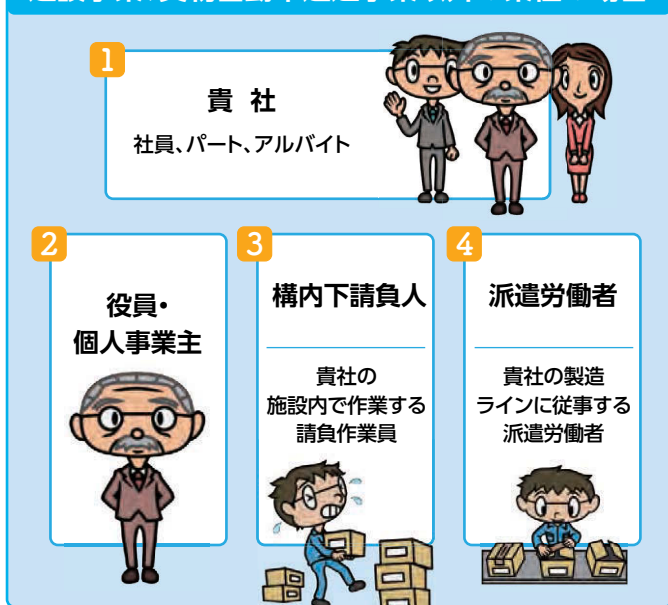 1
貴社
社員、パート、アルバイト
2
役員・
個人事業主
3
構内下請負人
貴社の
施設内で作業する
請負作業員
4
派遣労働者
貴社の製造
ラインに従事する
派遣労働者